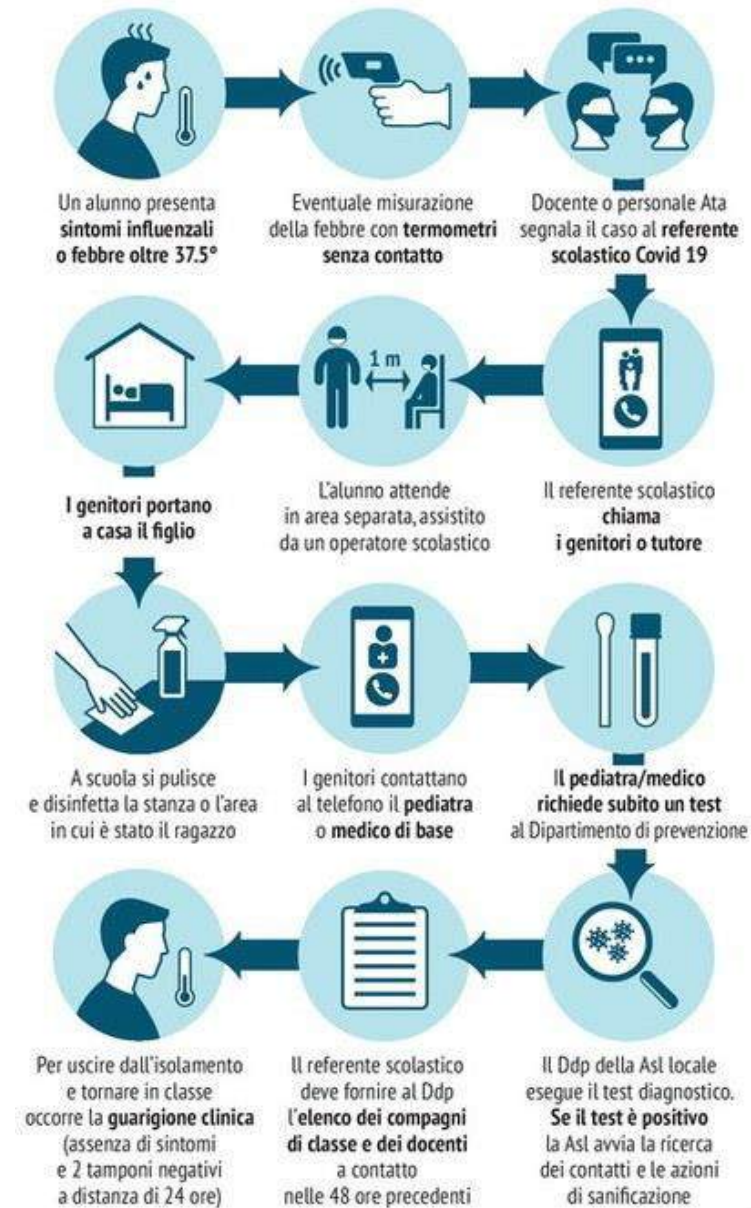 Un alunno presenta
sintomi influenzali
o febbre oltre 37.5°
Eventuale misurazione
della febbre con termometri
senza contatto
Docente o personale Ata
segnala il caso al referente
scolastico Covid 19
Il referente scolastico
chiama
i genitori o tutore
1 m
L'alunno attende
in area separata, assistito
da un operatore scolastico
I genitori portano
a casa il figlio
A scuola si pulisce
e disinfetta la stanza o l'area
in cui è stato il ragazzo
I genitori contattano
al telefono il pediatra
o medico di base
Il pediatra/medico
richiede subito un test
al Dipartimento di prevenzione
Il Ddp della Asl locale
esegue il test diagnostico.
Se il test è positivo
la Asl avvia la ricerca
dei contatti e le azioni
di sanificazione
Il referente scolastico
deve fornire al Ddp
l'elenco dei compagni
di classe e dei docenti
a contatto
nelle 48 ore precedenti
Per uscire dall'isolamento
e tornare in classe
occorre la guarigione clinica
(assenza di sintomi
e 2 tamponi negativi
a distanza di 24 ore)